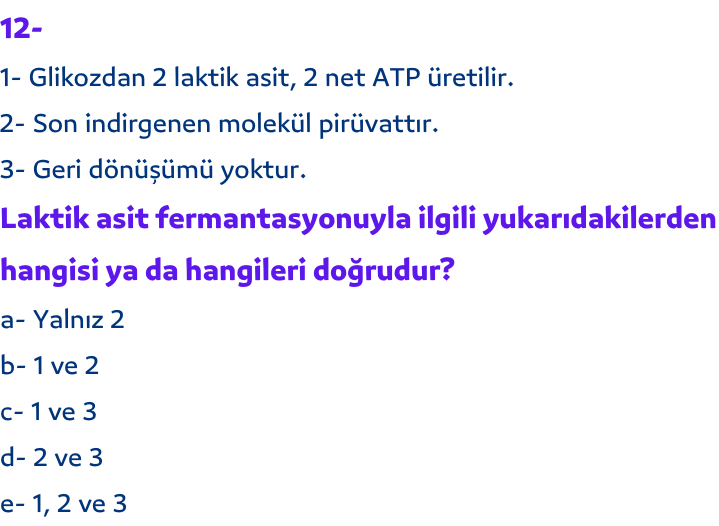 12-
1- Glikozdan 2 laktik asit, 2 net ATP üretilir.
2- Son indirgenen molekül pirüvattır.
3- Geri dönüşümü yoktur.
Laktik asit fermantasyonuyla ilgili yukarıdakilerden
hangisi ya da hangileri doğrudur?
a- Yalnız 2
b- 1 ve 2
c- 1 ve 3
d- 2 ve 3
e- 1, 2 ve 3